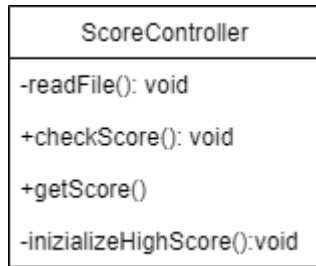 ScoreController
-readFile(): void
+checkScore(): void
+getScore()
-inizializeHighScore():void